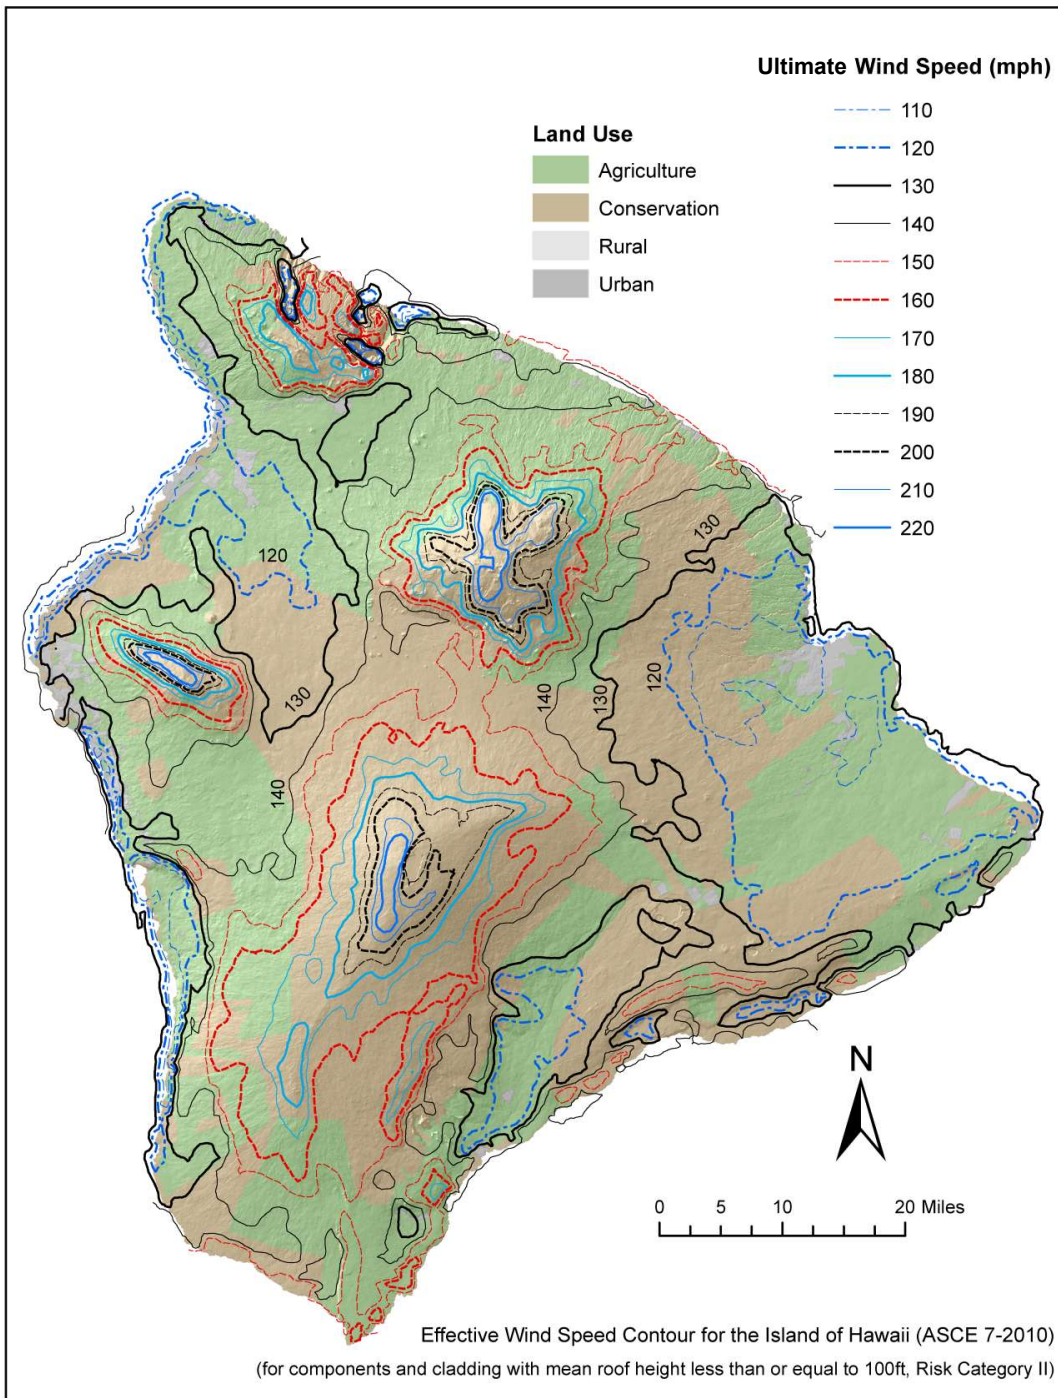 Ultimate Wind Speed (mph)
110
120
130
140
150
160
170
180
190
200
210
220
Land Use
Agriculture
Conservation
Rural
Urban
120
130
130
130
120
140
140
130
N
0 5 10 20 Miles
Effective Wind Speed Contour for the Island of Hawaii (ASCE 7-2010)
(for components and cladding with mean roof height less than or equal to 100ft, Risk Category II)